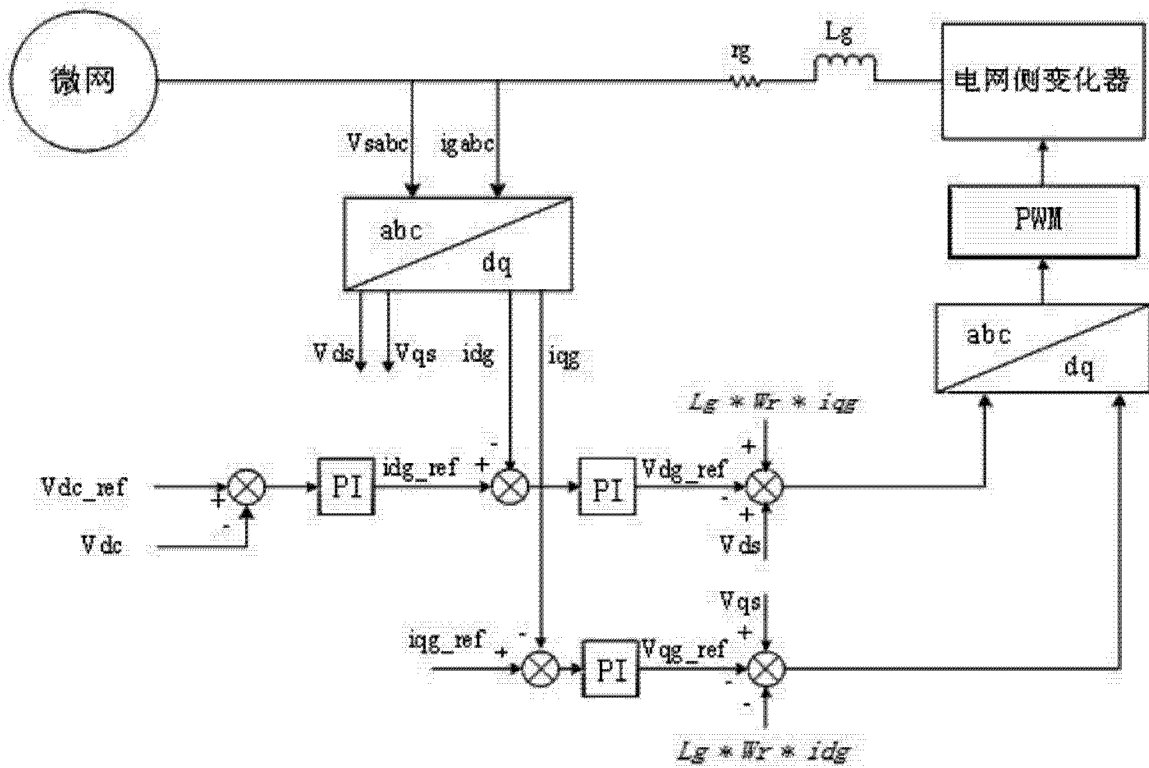 微网
rg
Lg
电网侧变化器
Vsabc
igabc
PWM
abc
dq
abc
dq
Vds
Vqs
idg
iqg
Lg * Wr * iqg
+
-
+
idg_ref
Vdg_ref
Vdc_ref
PI
PI
+
-
-
+
Vdc
Vds
Vqs
+
iqg_ref
+
-
PI
Vqg_ref
-
-
Lg * Wr * idg